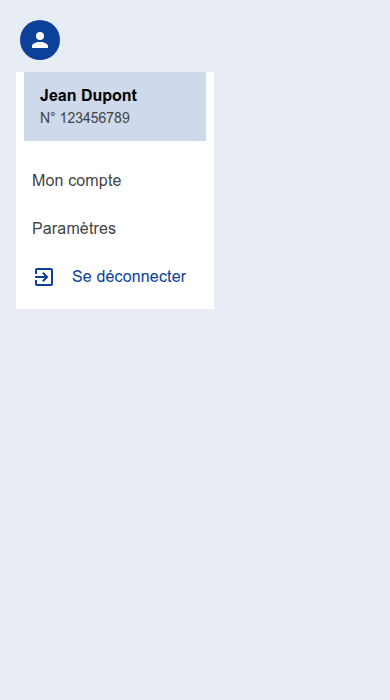 Jean Dupont
N° 123456789
Mon compte
Paramètres
Se déconnecter